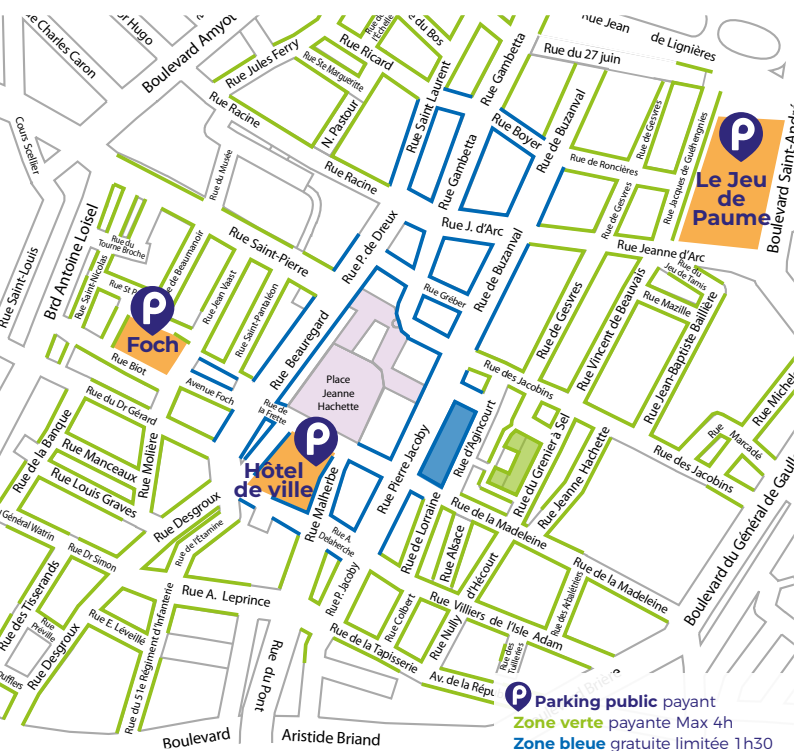 Hugo
Rue Charles Caron
Boulevard Amyot
Rue Jules Ferry
Rue Ste Margueritte
Rue Ricard
Rue de l'Echelle
du Bos
Rue Gambetta
Rue Jean de Lignières
Rue du 27 juin
Rue Racine
N. Pastour
Rue Saint Laurent
Rue Boyer
Rue de Buzanval
Rue de Gesvres
Rue Jacques de Guéhengnies
Boulevard Saint-André
P
Le Jeu
de
Paume
Cours Scellier
Rue du Musée
Rue Racine
Rue Gambetta
Rue de Roncières
Rue de Gesvres
Rue Saint-Louis
Brd Antoine Loisel
Rue du
Tourne Broche
Rue de Beaumanoir
Rue Saint-Pierre
Rue P. de Dreux
Rue J. d'Arc
Rue Jeanne d'Arc
Rue Saint-Nicolas
Rue St P
Rue Jean Vaast
Rue Saint-Pantaléon
Rue Gréber
Rue de Buzanval
Rue du
Jeu de Tamis
Rue Mazille
P
Foch
Rue Beauregard
Rue de Gesvres
Rue Vincent de Beauvais
Rue Jean-Baptiste Baillière
Rue Biot
Avenue Foch
Place
Jeanne
Hachette
Rue des Jacobins
Rue Michel
Rue du Dr Gérard
Rue de
la Frette
Rue de la Banque
Rue Manceaux
Rue Molière
P
Hôtel
de ville
Rue Pierre Jacoby
Rue d'Agincourt
Rue du Grenier à Sel
Rue Jeanne Hachette
Rue Marcadé
Rue des Jacobins
Rue Louis Graves
Rue Desgroux
Rue Malherbe
Rue A.
Delaherche
Rue de la Madeleine
Boulevard du Général de Gaulle
Général Watrin
Rue de l'Etamine
Rue Dr Simon
Rue de Lorraine
Rue Alsace
d'Hécourt
Rue des Arbalétriers
Rue de la Madeleine
Rue des Tisserands
Rue A. Leprince
Rue P. Jacoby
Rue Colbert
Rue Nully
Rue Villiers de l'Isle Adam
Rue
Préville
Rue E. Léveillé
Rue Desgroux
Rue du 51e Régiment d'Infanterie
Rue du Pont
Rue de la Tapisserie
Rue des
Tuilleries
Av. de la Répu
Boulevard Aristide Briand
P Parking public payant
Zone verte payante Max 4h
Zone bleue gratuite limitée 1h30